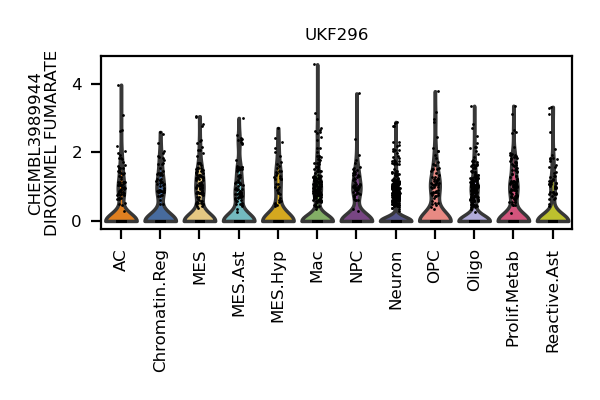 UKF296
CHEMBL3989944
DIROXIMEL FUMARATE
4
2
0
AC
Chromatin.Reg
MES
MES.Ast
MES.Hyp
Mac
NPC
Neuron
OPC
Oligo
Prolif.Metab
Reactive.Ast